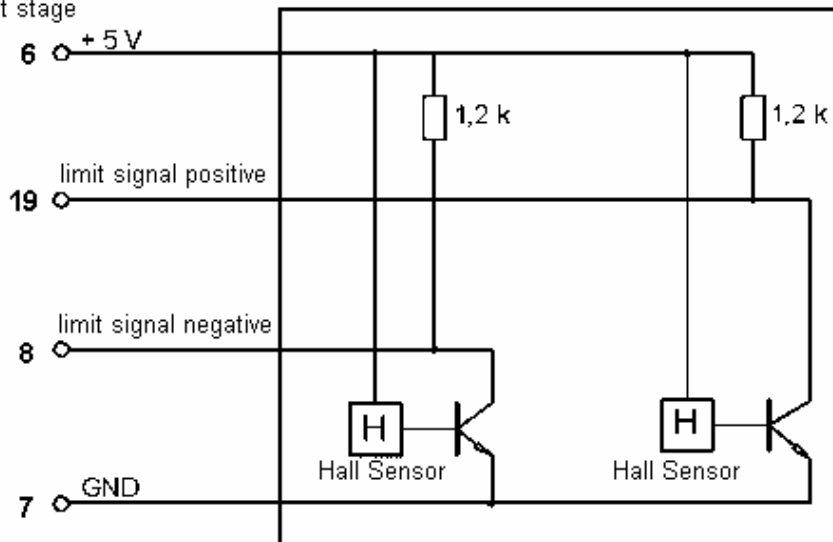 t stage
6 + 5 V
1,2 k 1,2 k
limit signal positive
19
limit signal negative
8
H H
Hall Sensor Hall Sensor
GND
7